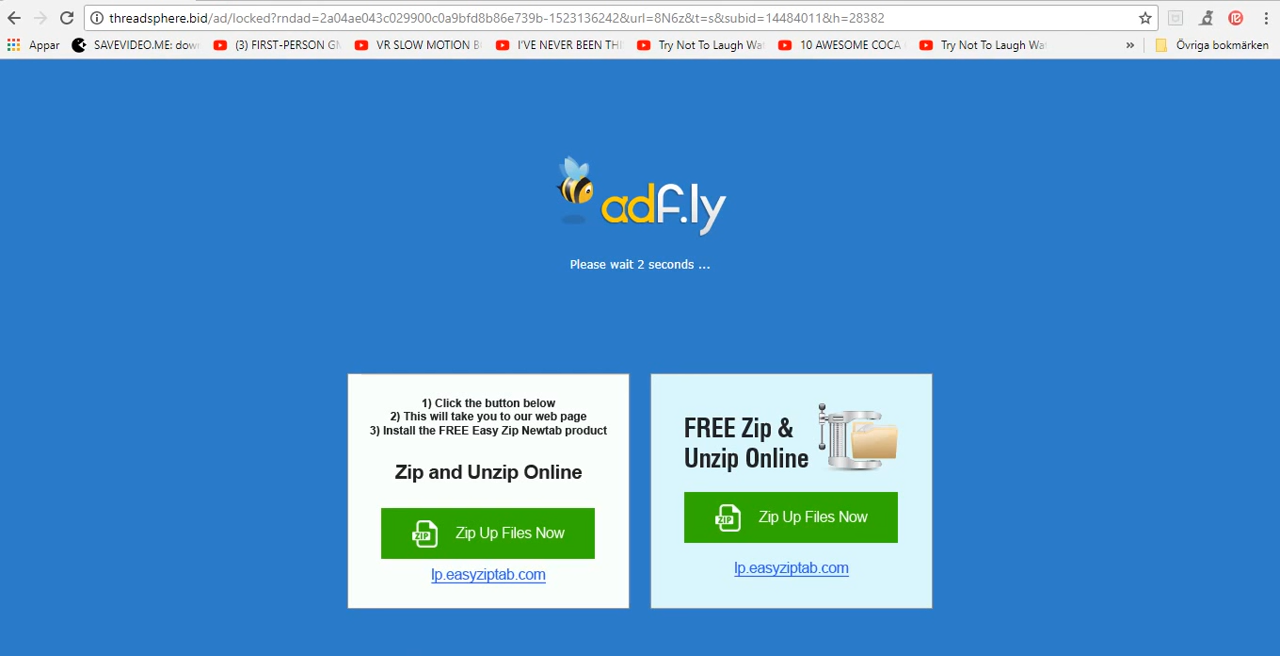 threadsphere.bid/ad/locked?rndad=2a04ae043c029900c0a9bfd8b86e739b-1523136242&url=8N6z&t=s&subid=14484011&h=28382
Appar SAVEVIDEO.ME: dow (3) FIRST-PERSON GM VR SLOW MOTION I'VE NEVER BEEN TH Try Not To Laugh Wa 10 AWESOME COCA Try Not To Laugh Wa » Övriga bokmärken
adf.ly
Please wait 2 seconds ...
1) Click the button below
2) This will take you to our web page
3) Install the FREE Easy Zip Newtab product
Zip and Unzip Online
ZIP Zip Up Files Now
lp.easyziptab.com
FREE Zip &
Unzip Online
ZIP Zip Up Files Now
lp.easyziptab.com